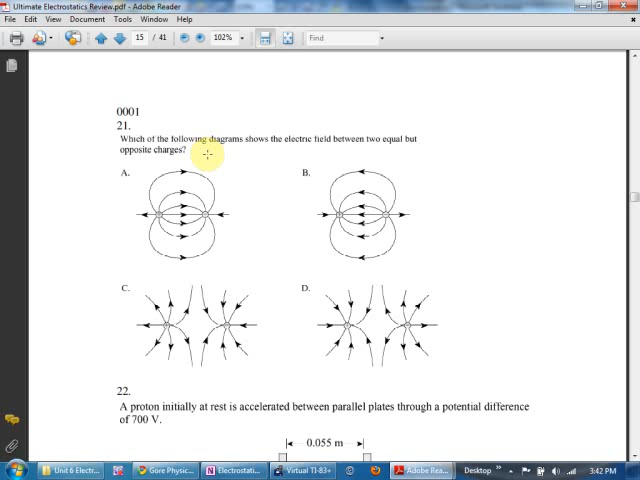 Ultimate Electrostatics Review.pdf - Adobe Reader
File Edit View Document Tools Window Help
15 / 41 102% Find
0001
21.
Which of the following diagrams shows the electric field between two equal but
opposite charges?
A. B.
C. D.
22.
A proton initially at rest is accelerated between parallel plates through a potential difference
of 700 V.
0.055 m
Unit 6 Electr... Gore Physic... Electrostati... Virtual TI-83+ Adobe Rea... Desktop » 3:42 PM